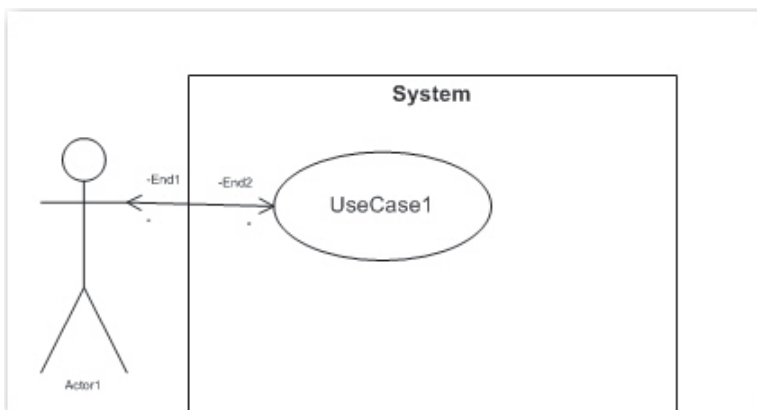 System
-End1
-End2
UseCase1
*
*
Actor1